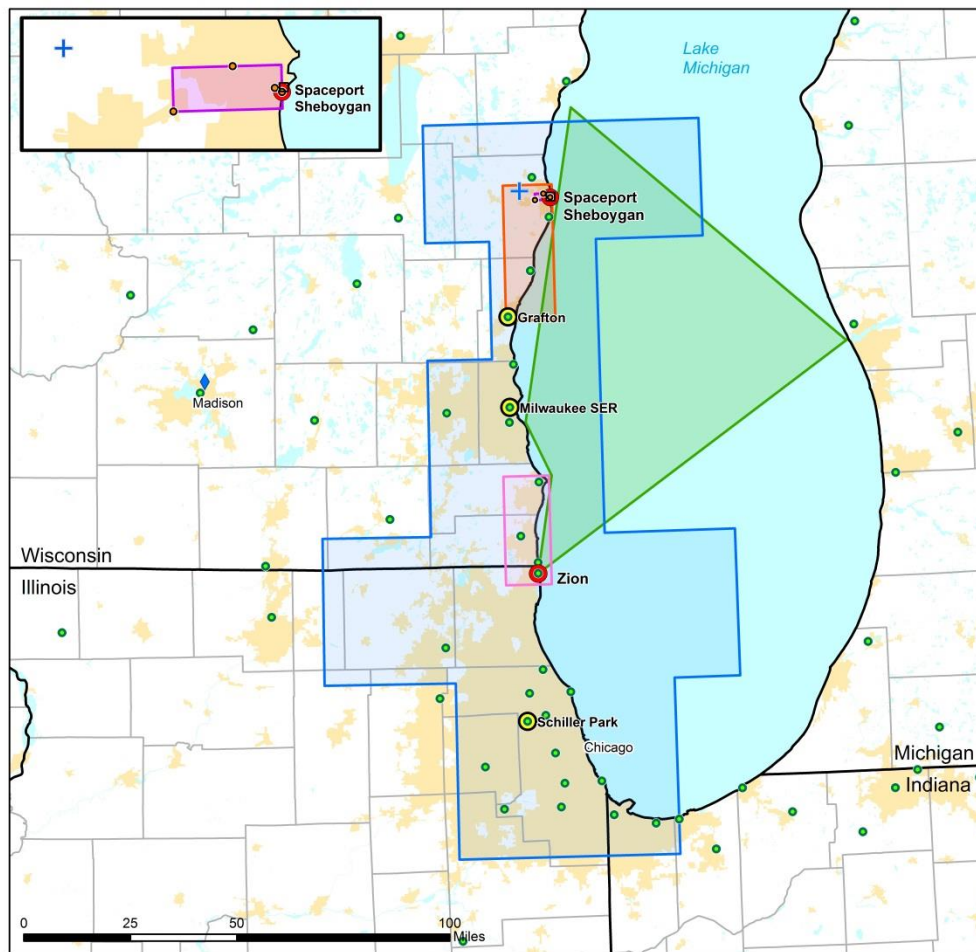 Spaceport
Sheboygan
Lake
Michigan
Spaceport
Sheboygan
Grafton
Madison
Milwaukee SER
Wisconsin
Illinois
Zion
Schiller Park
Chicago
Michigan
Indiana
0 25 50 100
Miles